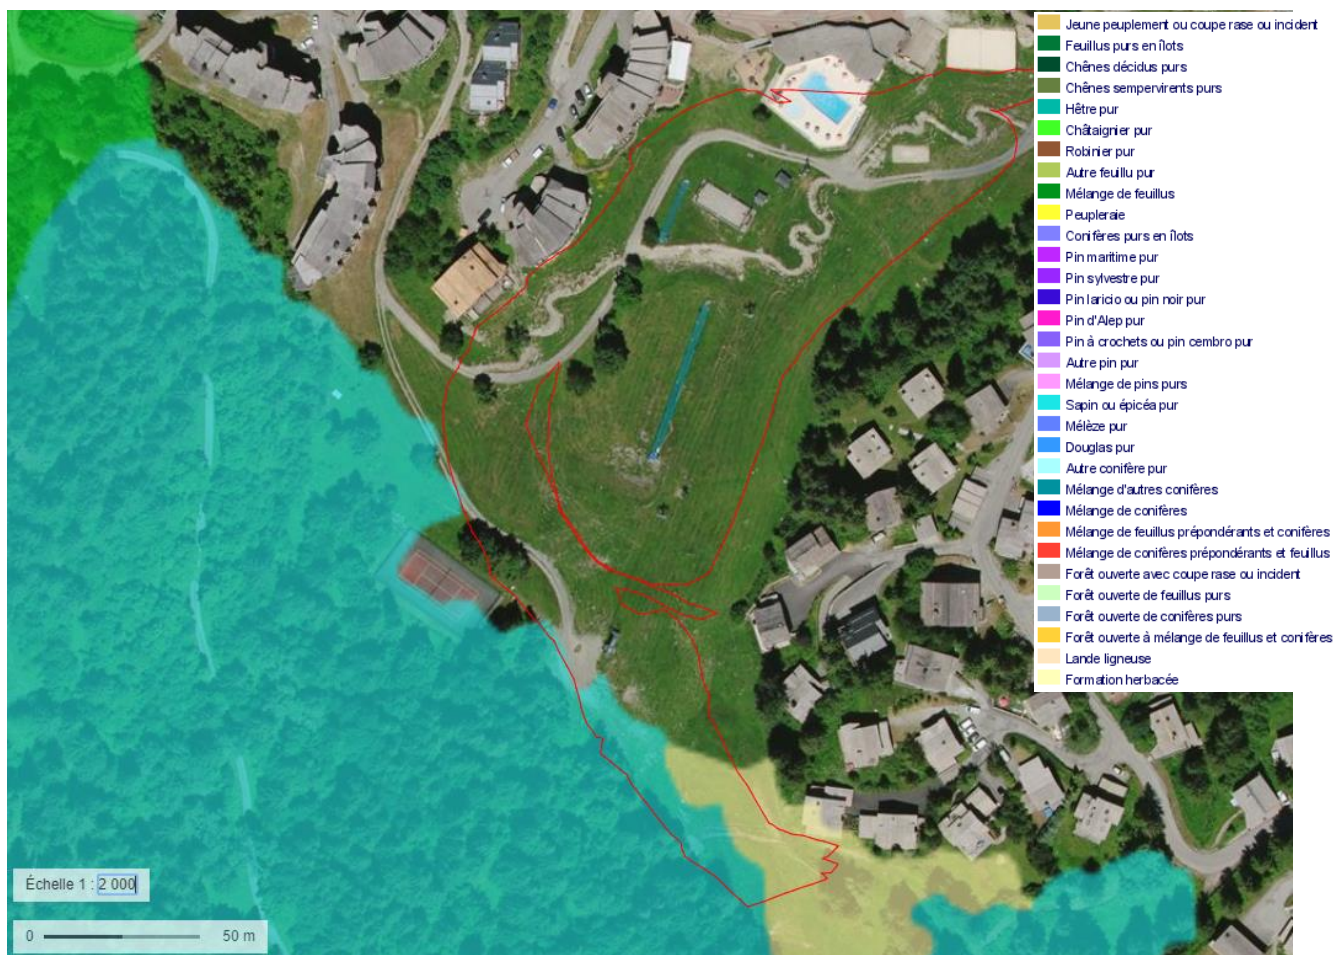 Jeune peuplement ou coupe rase ou incident
Feuillus purs en îlots
Chênes décidus purs
Chênes sempervirents purs
Hêtre pur
Châtaignier pur
Robinier pur
Autre feuillu pur
Mélange de feuillus
Peupleraie
Conifères purs en îlots
Pin maritime pur
Pin sylvestre pur
Pin laricio ou pin noir pur
Pin d'Alep pur
Pin à crochets ou pin cembro pur
Autre pin pur
Mélange de pins purs
Sapin ou épicéa pur
Mélèze pur
Douglas pur
Autre conifère pur
Mélange d'autres conifères
Mélange de conifères
Mélange de feuillus prépondérants et conifères
Mélange de conifères prépondérants et feuillus
Forêt ouverte avec coupe rase ou incident
Forêt ouverte de feuillus purs
Forêt ouverte de conifères purs
Forêt ouverte à mélange de feuillus et conifères
Lande ligneuse
Formation herbacée
Échelle 1 : 2 000
0 50 m